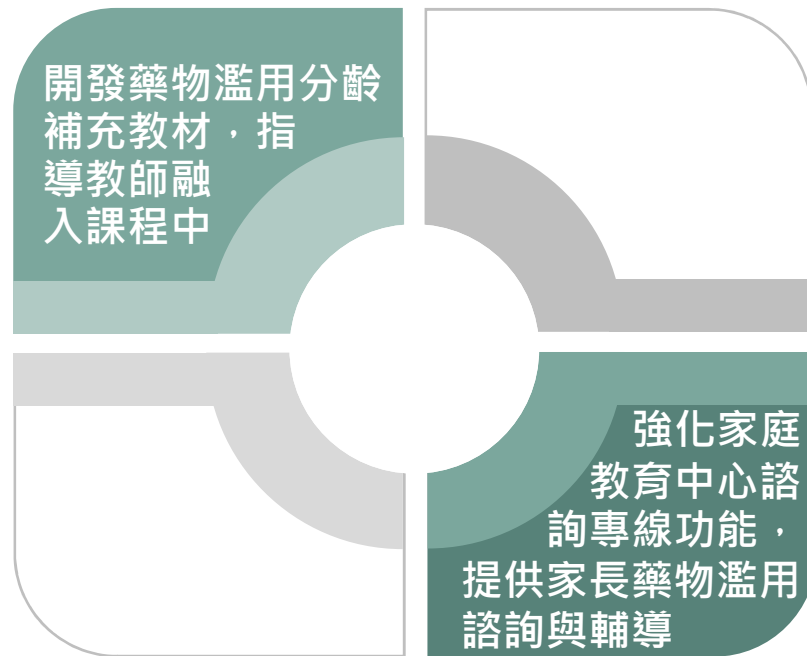 開發藥物濫用分齡
補充教材，指
導教師融
入課程中
強化家庭
教育中心諮
詢專線功能，
提供家長藥物濫用
諮詢與輔導